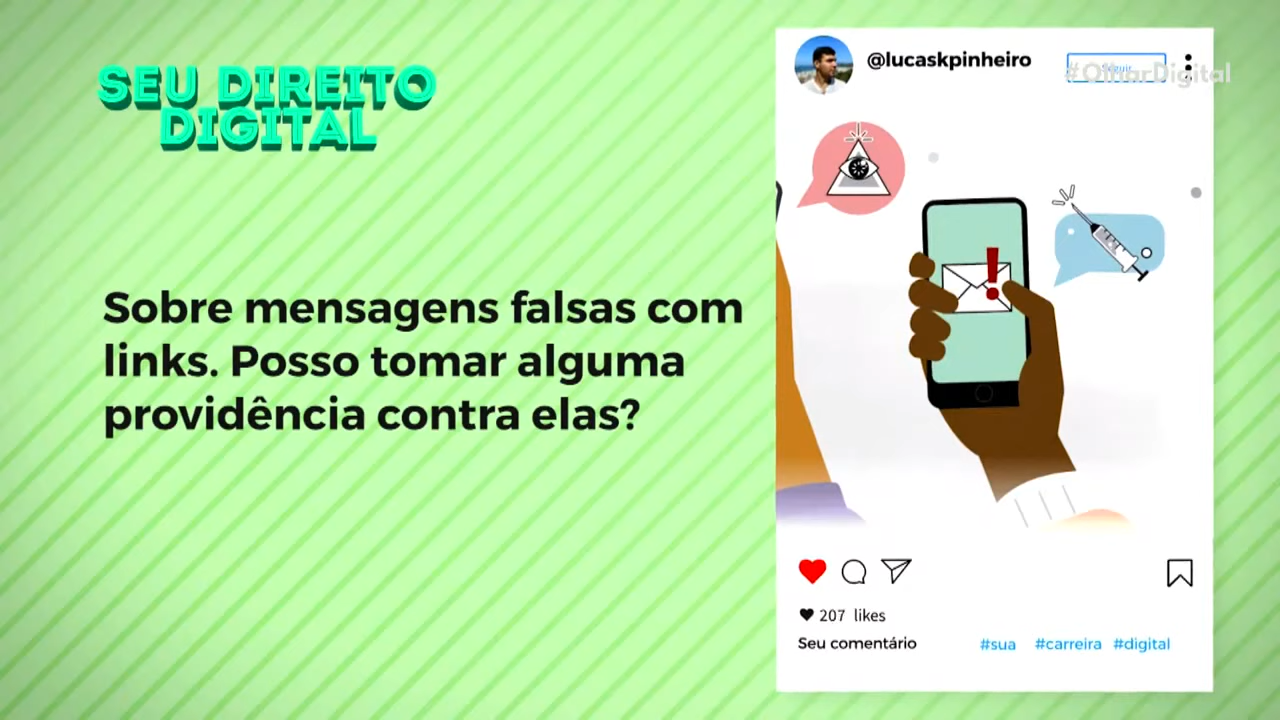 SEU DIREITO
DIGITAL
Sobre mensagens falsas com
links. Posso tomar alguma
providência contra elas?
@lucaskpinheiro
#OlharDigital
207 likes
Seu comentário
#sua #carreira #digital